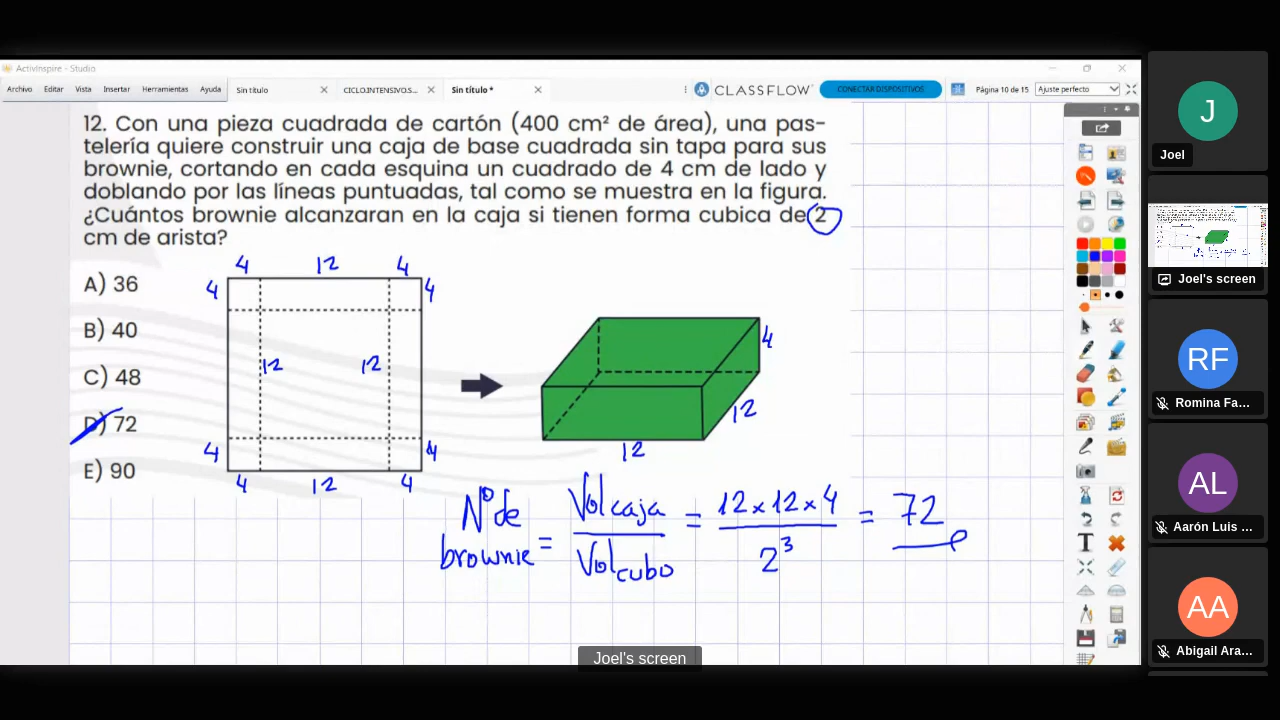 ActivInspire - Studio
Archivo Editar Vista Insertar Herramientas Ayuda
Sin título
CICLO.INTENSIVO.S...
Sin título *
CLASSFLOW
CONECTAR DISPOSITIVOS
Página 10 de 15
Ajuste perfecto
12. Con una pieza cuadrada de cartón (400 cm² de área), una pas-
telería quiere construir una caja de base cuadrada sin tapa para sus
brownie, cortando en cada esquina un cuadrado de 4 cm de lado y
doblando por las líneas puntuadas, tal como se muestra en la figura.
¿Cuántos brownie alcanzaran en la caja si tienen forma cubica de 2
cm de arista?
A) 36
B) 40
C) 48
D) 72
E) 90
4 12 4
4 4
12 12
4 4
4 12 4
4
12
12
N° de brownie = Vol caja / Vol cubo = 12 x 12 x 4 / 2³ = 72
Joel's screen
J
Joel
Joel's screen
RF
Romina Fa...
AL
Aarón Luis ...
AA
Abigail Ara...